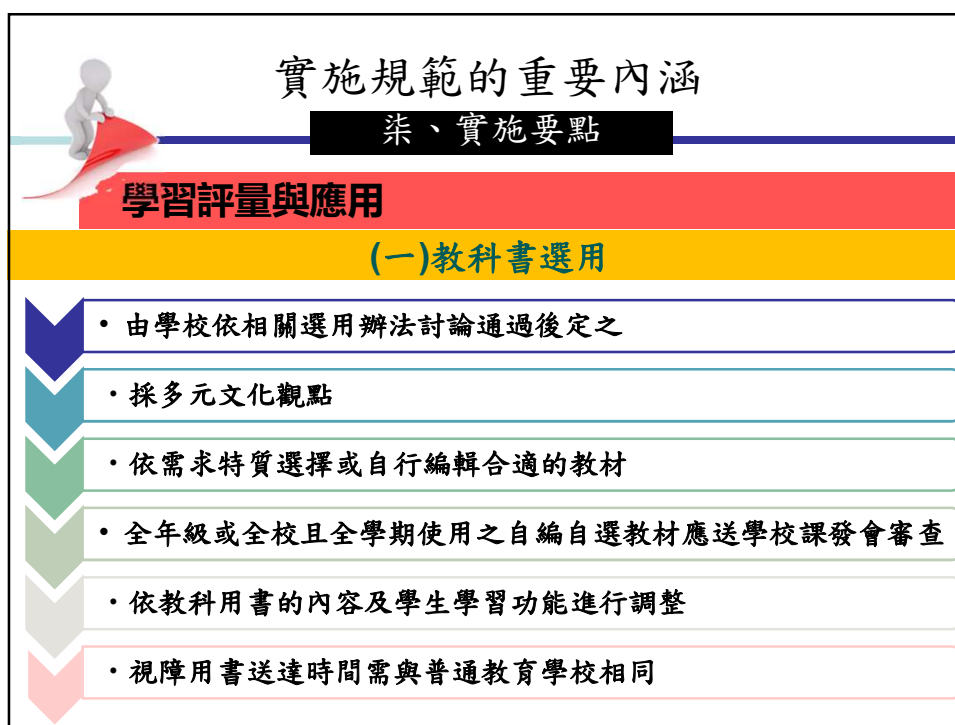 實施規範的重要內涵
柒、實施要點
學習評量與應用
(一)教科書選用
• 由學校依相關選用辦法討論通過後定之
・採多元文化觀點
・依需求特質選擇或自行編輯合適的教材
• 全年級或全校且全學期使用之自編自選教材應送學校課發會審查
・依教科用書的內容及學生學習功能進行調整
・視障用書送達時間需與普通教育學校相同